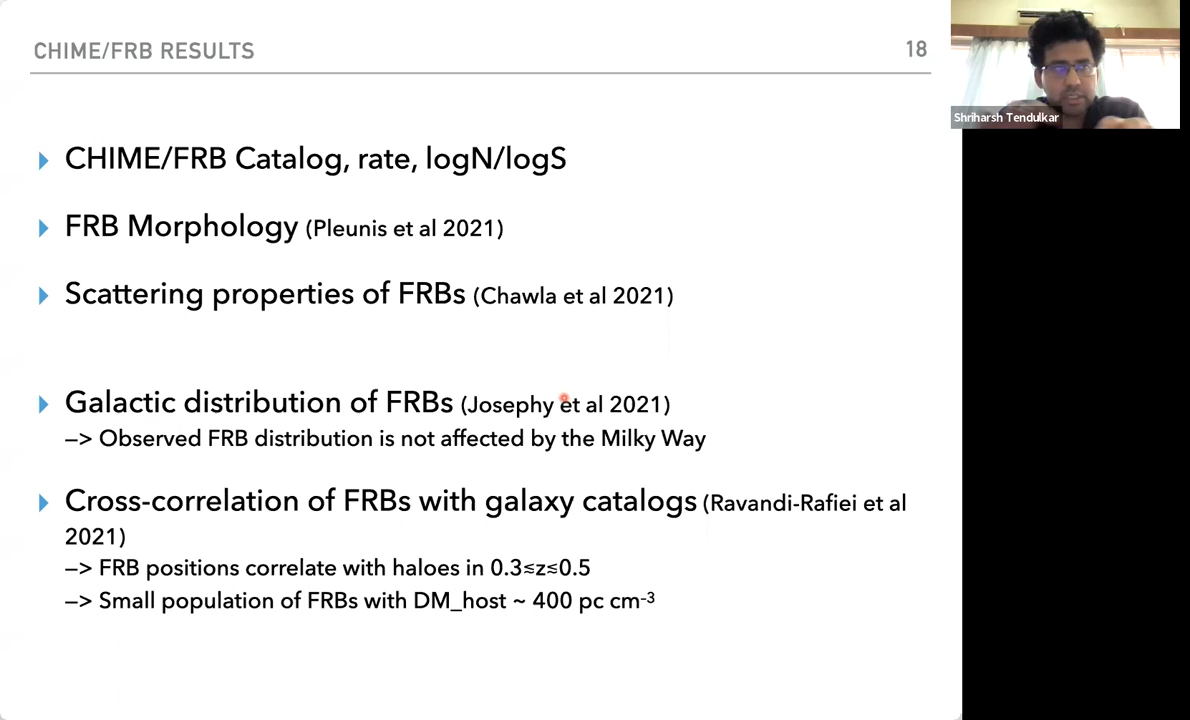 CHIME/FRB RESULTS
18
Shriharsh Tendulkar
CHIME/FRB Catalog, rate, logN/logS
FRB Morphology (Pleunis et al 2021)
Scattering properties of FRBs (Chawla et al 2021)
Galactic distribution of FRBs (Josephy et al 2021)
—> Observed FRB distribution is not affected by the Milky Way
Cross-correlation of FRBs with galaxy catalogs (Ravandi-Rafiei et al
2021)
—> FRB positions correlate with haloes in 0.3≲z≲0.5
—> Small population of FRBs with DM_host ~ 400 pc cm⁻³